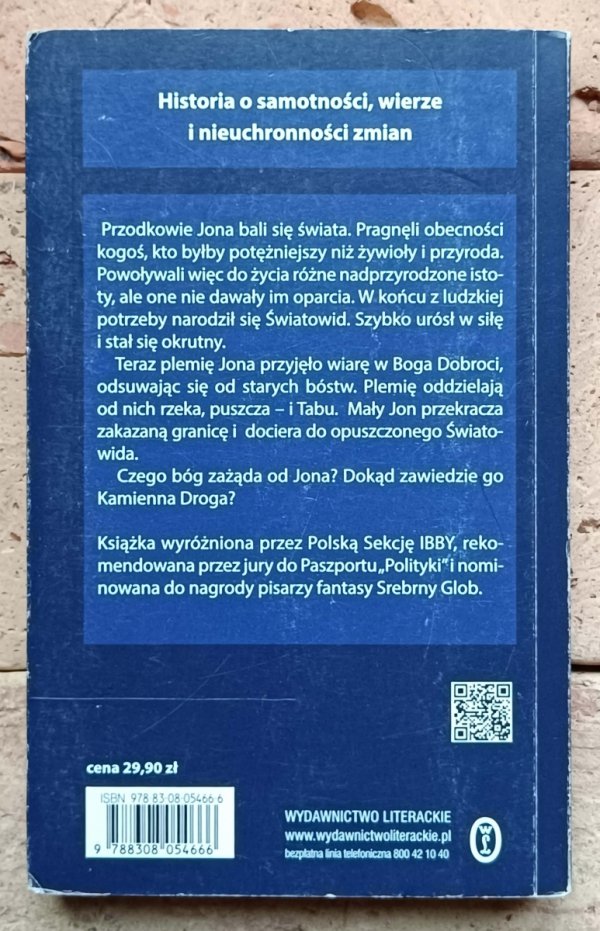 Historia o samotności, wierze
i nieuchronności zmian
Przodkowie Jona bali się świata. Pragnęli obecności
kogoś, kto byłby potężniejszy niż żywioły i przyroda.
Powoływali więc do życia różne nadprzyrodzone isto-
ty, ale one nie dawały im oparcia. W końcu z ludzkiej
potrzeby narodził się Światowid. Szybko urósł w siłę
i stał się okrutny.
Teraz plemię Jona przyjęło wiarę w Boga Dobroci,
odsuwając się od starych bóstw. Plemię oddzielają
od nich rzeka, puszcza – i Tabu. Mały Jon przekracza
zakazaną granicę i dociera do opuszczonego Świato-
wida.
Czego bóg zażąda od Jona? Dokąd zawiedzie go
Kamienna Droga?
Książka wyróżniona przez Polską Sekcję IBBY, reko-
mendowana przez jury do Paszportu „Polityki” i nomi-
nowana do nagrody pisarzy fantasy Srebrny Glob.
cena 29,90 zł
ISBN 978 83 08 05466 6
9 788308 054666
WYDAWNICTWO LITERACKIE
www.wydawnictwoliterackie.pl
bezpłatna linia telefoniczna 800 42 10 40